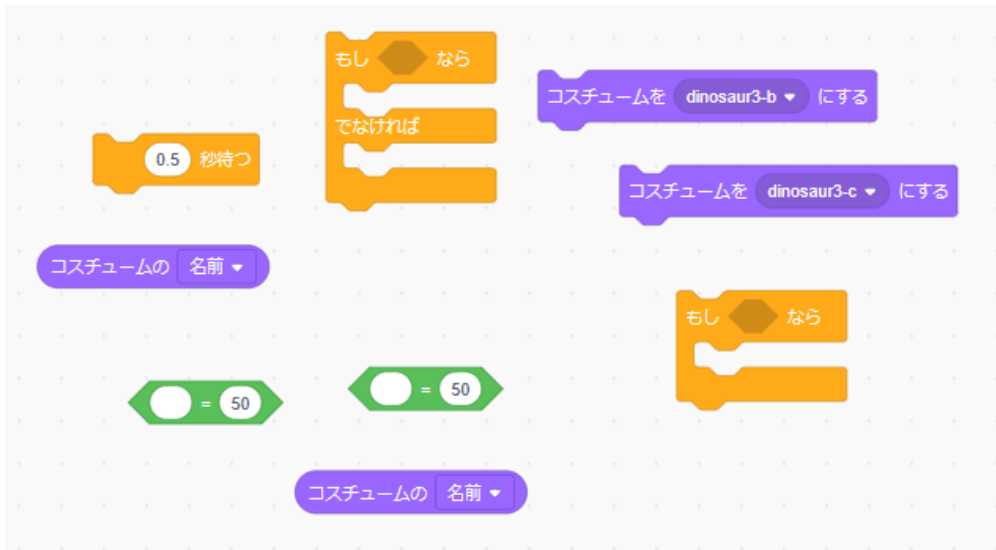 もし なら
でなければ
コスチュームを dinosaur3-b にする
0.5 秒待つ
コスチュームを dinosaur3-c にする
コスチュームの 名前
もし なら
= 50
= 50
コスチュームの 名前